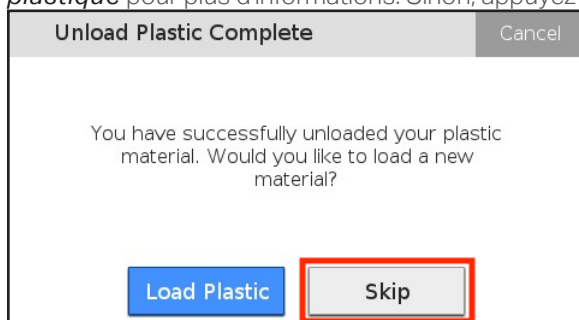 plastique pour plus d'informations. Sinon, appuyez
Unload Plastic Complete
Cancel
You have successfully unloaded your plastic
material. Would you like to load a new
material?
Load Plastic
Skip